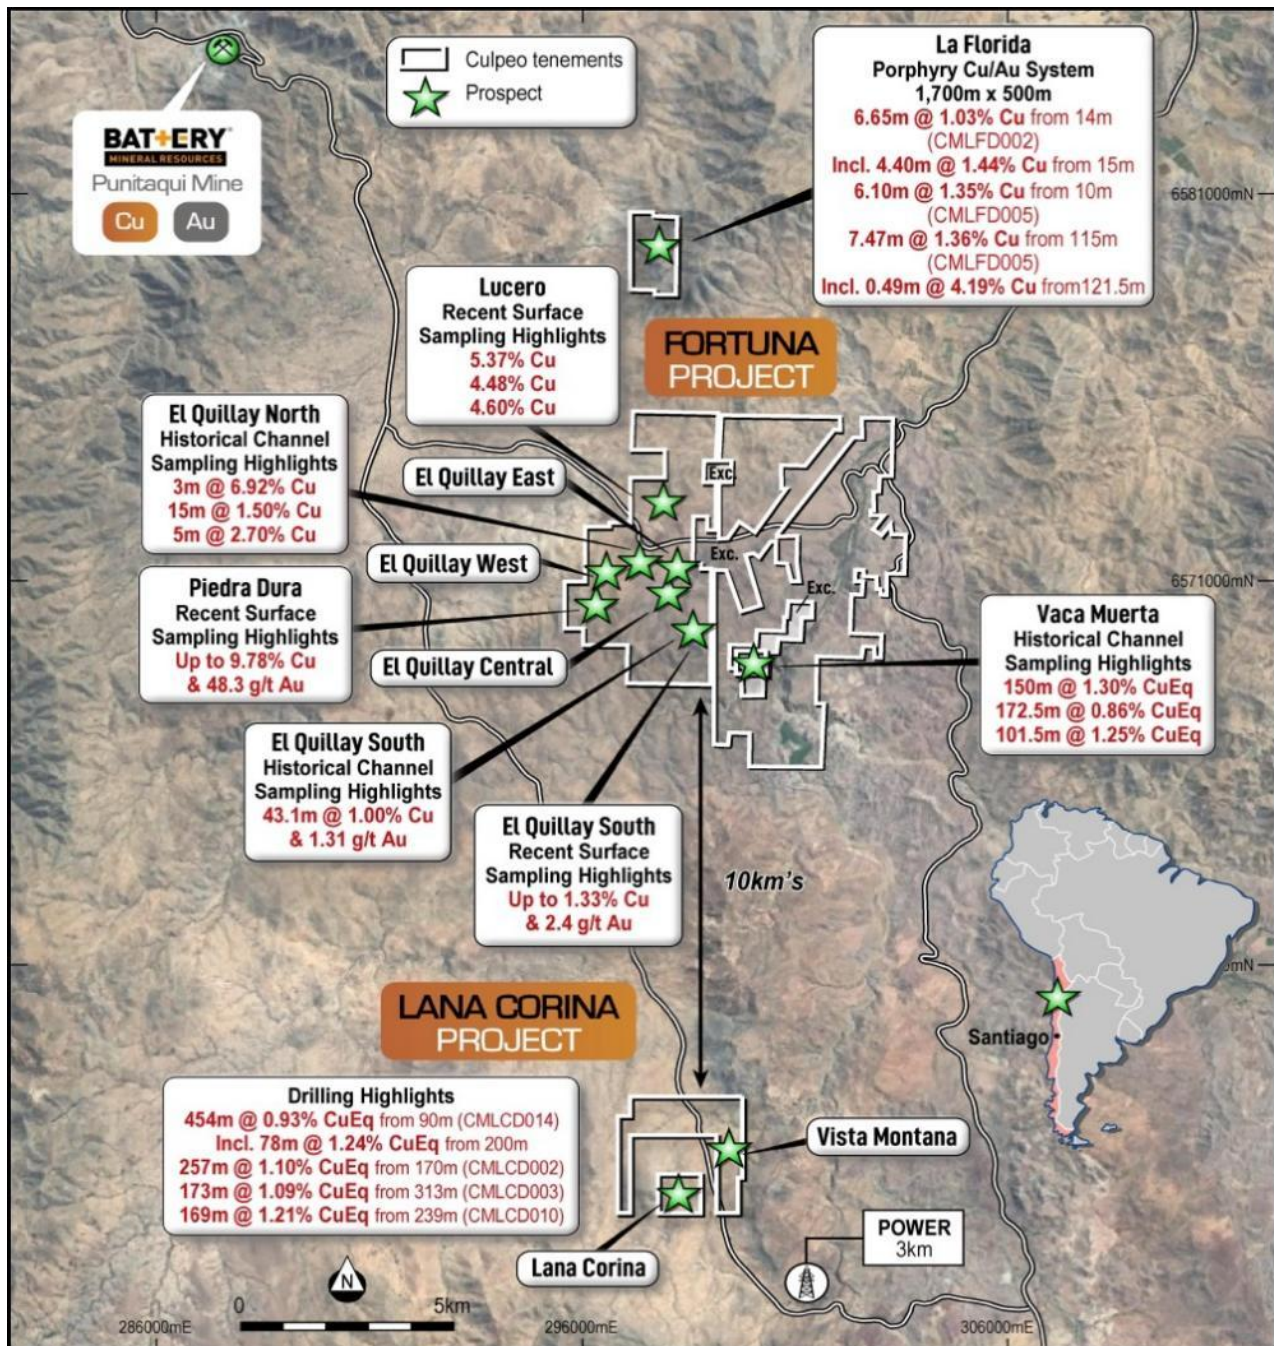 Culpeo tenements
Prospect
BATTERY
MINERAL RESOURCES
Punitaqui Mine
Cu
Au
La Florida
Porphyry Cu/Au System
1,700m x 500m
6.65m @ 1.03% Cu from 14m
(CMLFD002)
Incl. 4.40m @ 1.44% Cu from 15m
6.10m @ 1.35% Cu from 10m
(CMLFD005)
7.47m @ 1.36% Cu from 115m
(CMLFD005)
Incl. 0.49m @ 4.19% Cu from121.5m
6581000mN
Lucero
Recent Surface
Sampling Highlights
5.37% Cu
4.48% Cu
4.60% Cu
FORTUNA
PROJECT
El Quillay North
Historical Channel
Sampling Highlights
3m @ 6.92% Cu
15m @ 1.50% Cu
5m @ 2.70% Cu
El Quillay East
Exc.
Exc.
Exc.
El Quillay West
6571000mN
Piedra Dura
Recent Surface
Sampling Highlights
Up to 9.78% Cu
& 48.3 g/t Au
El Quillay Central
Vaca Muerta
Historical Channel
Sampling Highlights
150m @ 1.30% CuEq
172.5m @ 0.86% CuEq
101.5m @ 1.25% CuEq
El Quillay South
Historical Channel
Sampling Highlights
43.1m @ 1.00% Cu
& 1.31 g/t Au
El Quillay South
Recent Surface
Sampling Highlights
Up to 1.33% Cu
& 2.4 g/t Au
10km's
mN
Santiago
LANA CORINA
PROJECT
Drilling Highlights
454m @ 0.93% CuEq from 90m (CMLCD014)
Incl. 78m @ 1.24% CuEq from 200m
257m @ 1.10% CuEq from 170m (CMLCD002)
173m @ 1.09% CuEq from 313m (CMLCD003)
169m @ 1.21% CuEq from 239m (CMLCD010)
Vista Montana
Lana Corina
POWER
3km
N
0 5km
286000mE
296000mE
306000mE